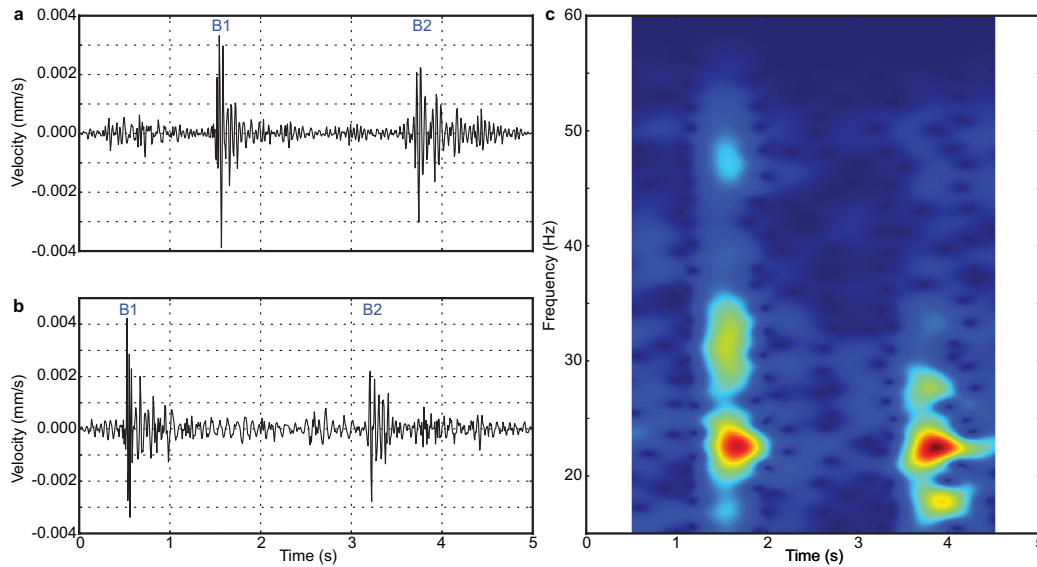 a
B1
B2
Velocity (mm/s)
0.004
0.002
0.000
-0.002
-0.004
b
B1
B2
Velocity (mm/s)
0.004
0.002
0.000
-0.002
-0.004
0 1 2 3 4 5
Time (s)
c
Frequency (Hz)
60
50
40
30
20
0 1 2 3 4 5
Time (s)